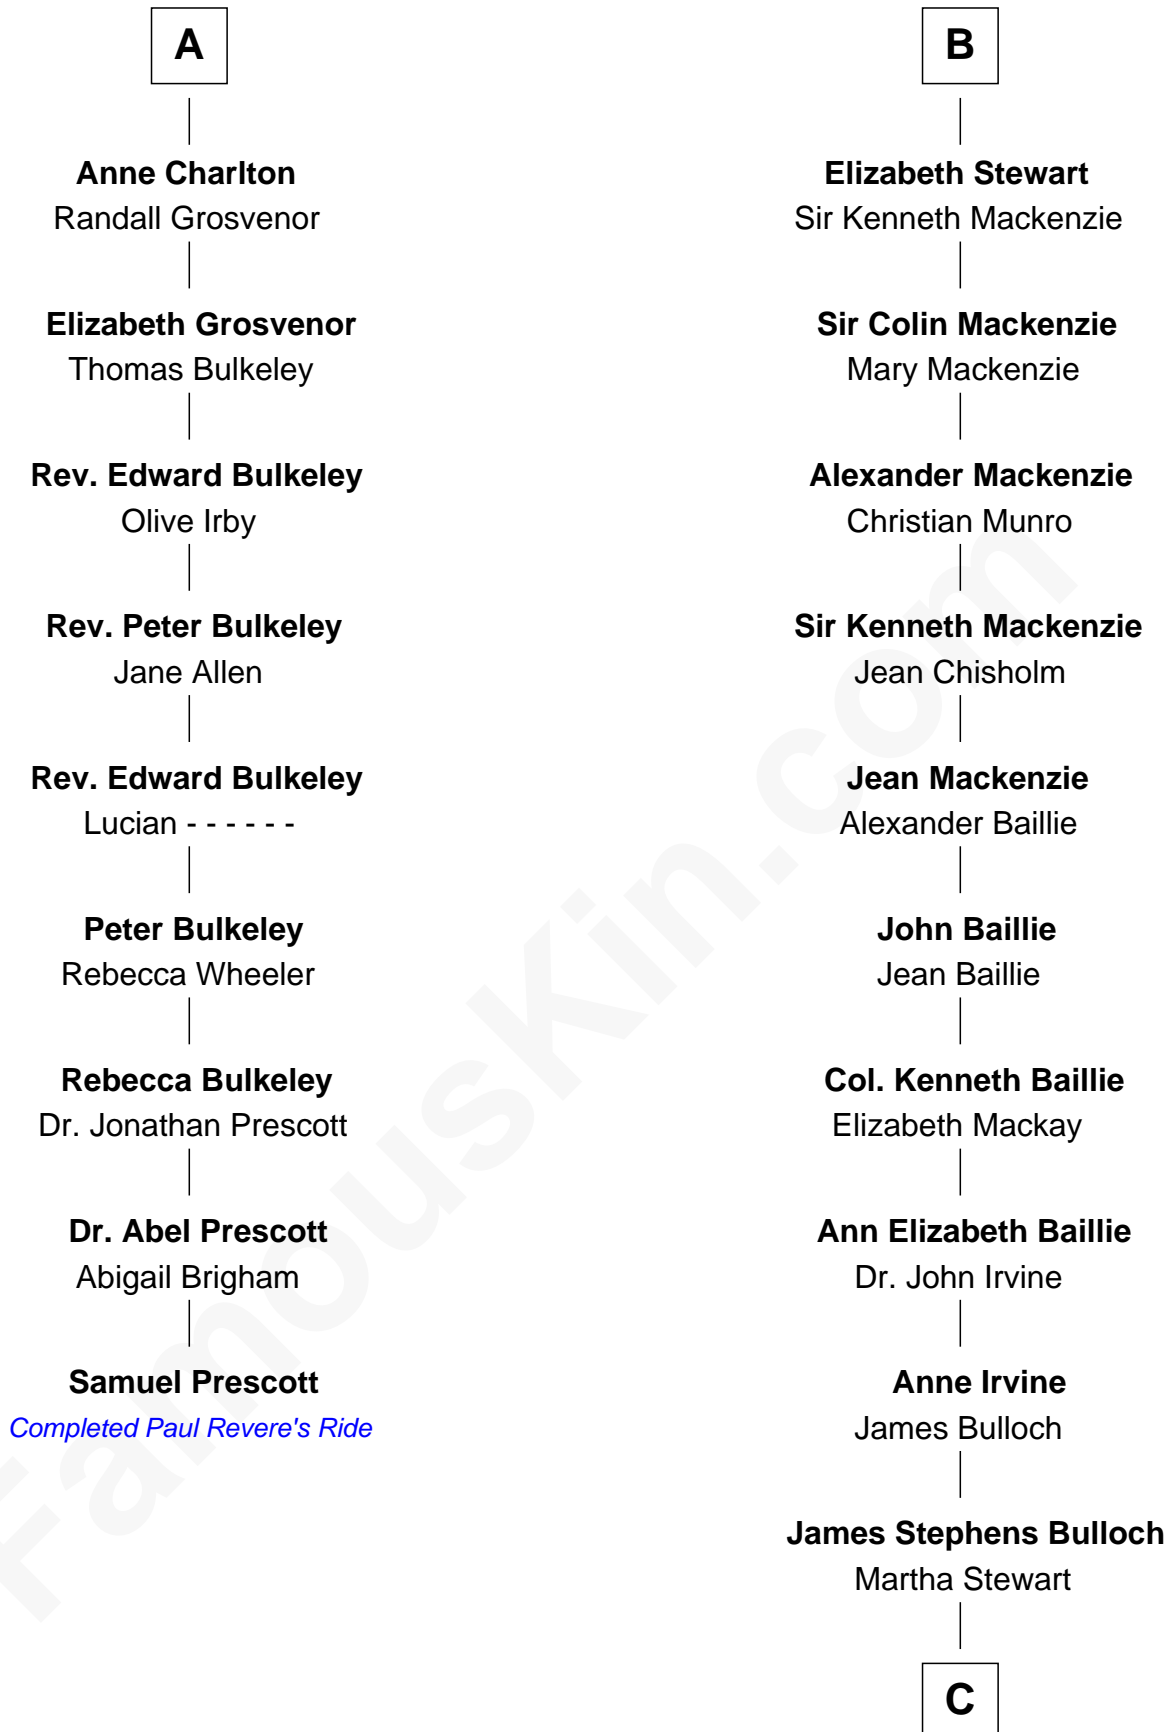 A
Anne Charlton
Randall Grosvenor
Elizabeth Grosvenor
Thomas Bulkeley
Rev. Edward Bulkeley
Olive Irby
Rev. Peter Bulkeley
Jane Allen
Rev. Edward Bulkeley
Lucian - - - - - -
Peter Bulkeley
Rebecca Wheeler
Rebecca Bulkeley
Dr. Jonathan Prescott
Dr. Abel Prescott
Abigail Brigham
Samuel Prescott
Completed Paul Revere's Ride
B
Elizabeth Stewart
Sir Kenneth Mackenzie
Sir Colin Mackenzie
Mary Mackenzie
Alexander Mackenzie
Christian Munro
Sir Kenneth Mackenzie
Jean Chisholm
Jean Mackenzie
Alexander Baillie
John Baillie
Jean Baillie
Col. Kenneth Baillie
Elizabeth Mackay
Ann Elizabeth Baillie
Dr. John Irvine
Anne Irvine
James Bulloch
James Stephens Bulloch
Martha Stewart
C
FamousKin.com